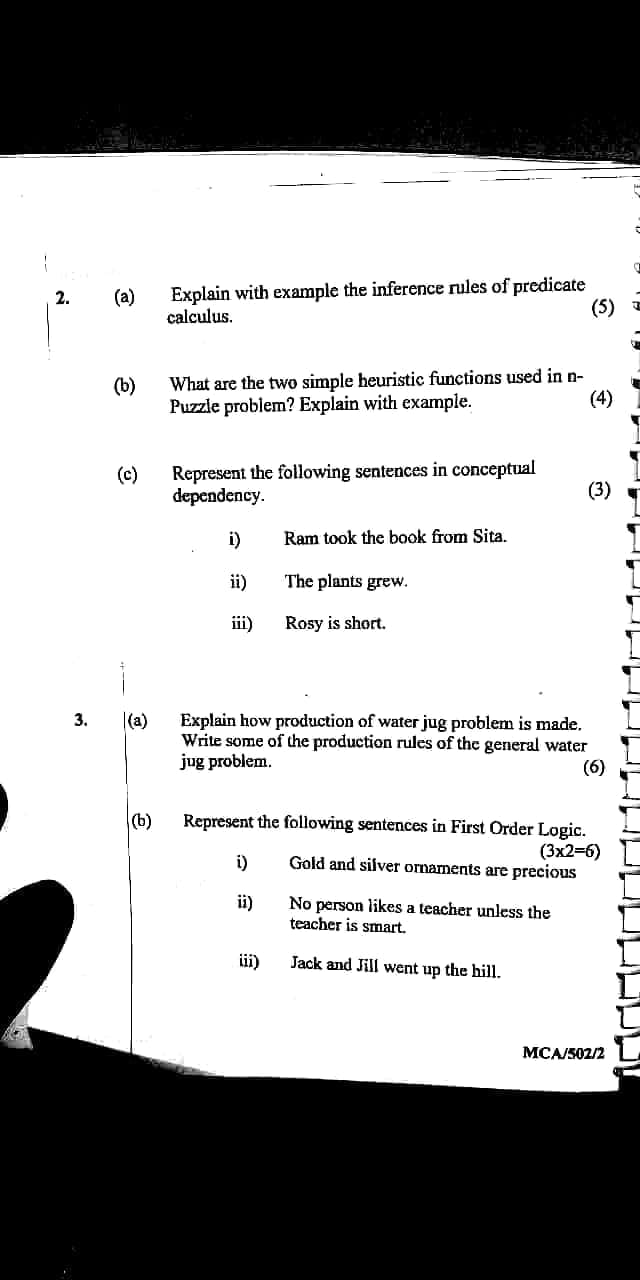 2. (a) Explain with example the inference rules of predicate
calculus. (5)
(b) What are the two simple heuristic functions used in n-
Puzzle problem? Explain with example. (4)
(c) Represent the following sentences in conceptual
dependency. (3)
i) Ram took the book from Sita.
ii) The plants grew.
iii) Rosy is short.
3. (a) Explain how production of water jug problem is made.
Write some of the production rules of the general water
jug problem. (6)
(b) Represent the following sentences in First Order Logic.
(3x2=6)
i) Gold and silver ornaments are precious
ii) No person likes a teacher unless the
teacher is smart.
iii) Jack and Jill went up the hill.
MCA/502/2